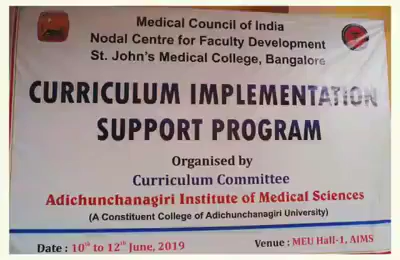 Medical Council of India
Nodal Centre for Faculty Development
St. John's Medical College, Bangalore
CURRICULUM IMPLEMENTATION
SUPPORT PROGRAM
Organised by
Curriculum Committee
Adichunchanagiri Institute of Medical Sciences
(A Constituent College of Adichunchanagiri University)
Date : 10th to 12th June, 2019 Venue : MEU Hall-1, AIMS